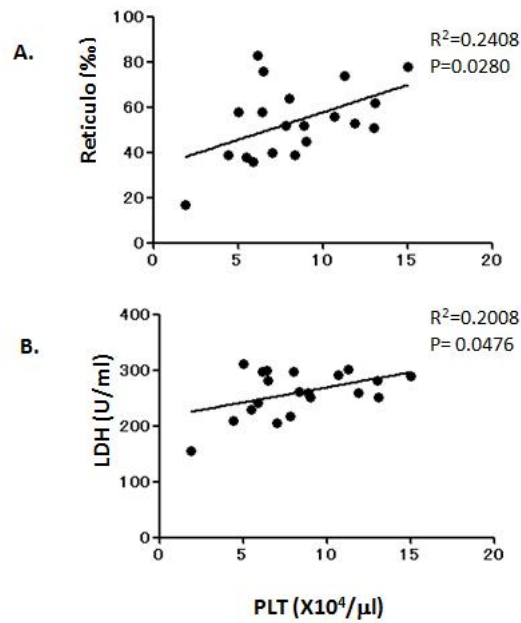 A.
Reticulo (‰)
100
80
60
40
20
0
0 5 10 15 20
R²=0.2408
P=0.0280
B.
LDH (U/ml)
400
300
200
100
0
0 5 10 15 20
R²=0.2008
P= 0.0476
PLT (X10⁴/μl)